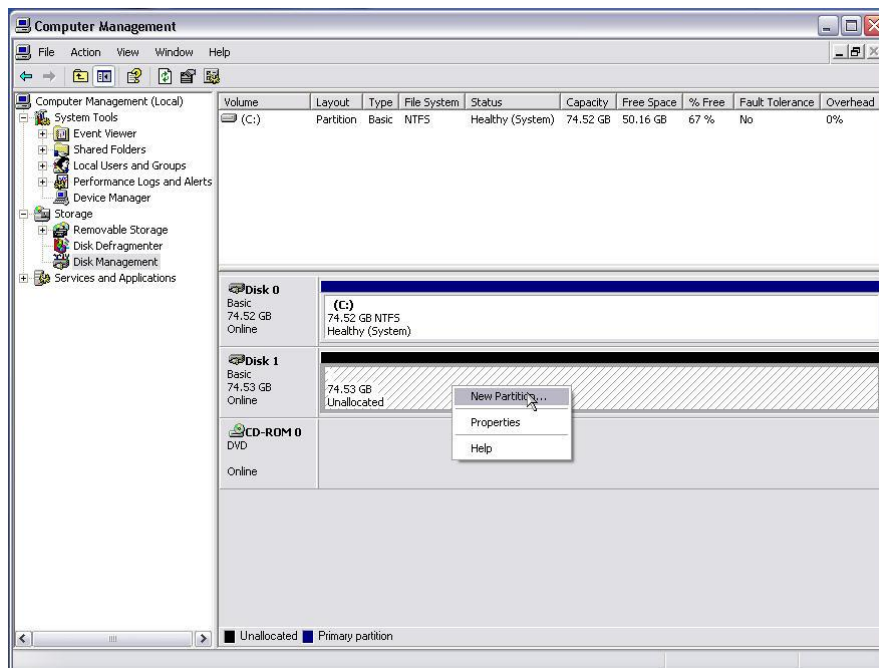 Computer Management
File Action View Window Help
Computer Management (Local)
System Tools
Event Viewer
Shared Folders
Local Users and Groups
Performance Logs and Alerts
Device Manager
Storage
Removable Storage
Disk Defragmenter
Disk Management
Services and Applications
Volume Layout Type File System Status Capacity Free Space % Free Fault Tolerance Overhead
(C:) Partition Basic NTFS Healthy (System) 74.52 GB 50.16 GB 67 % No 0%
Disk 0
Basic
74.52 GB
Online
(C:)
74.52 GB NTFS
Healthy (System)
Disk 1
Basic
74.53 GB
Online
74.53 GB
Unallocated
New Partition...
Properties
Help
CD-ROM 0
DVD
Online
Unallocated Primary partition